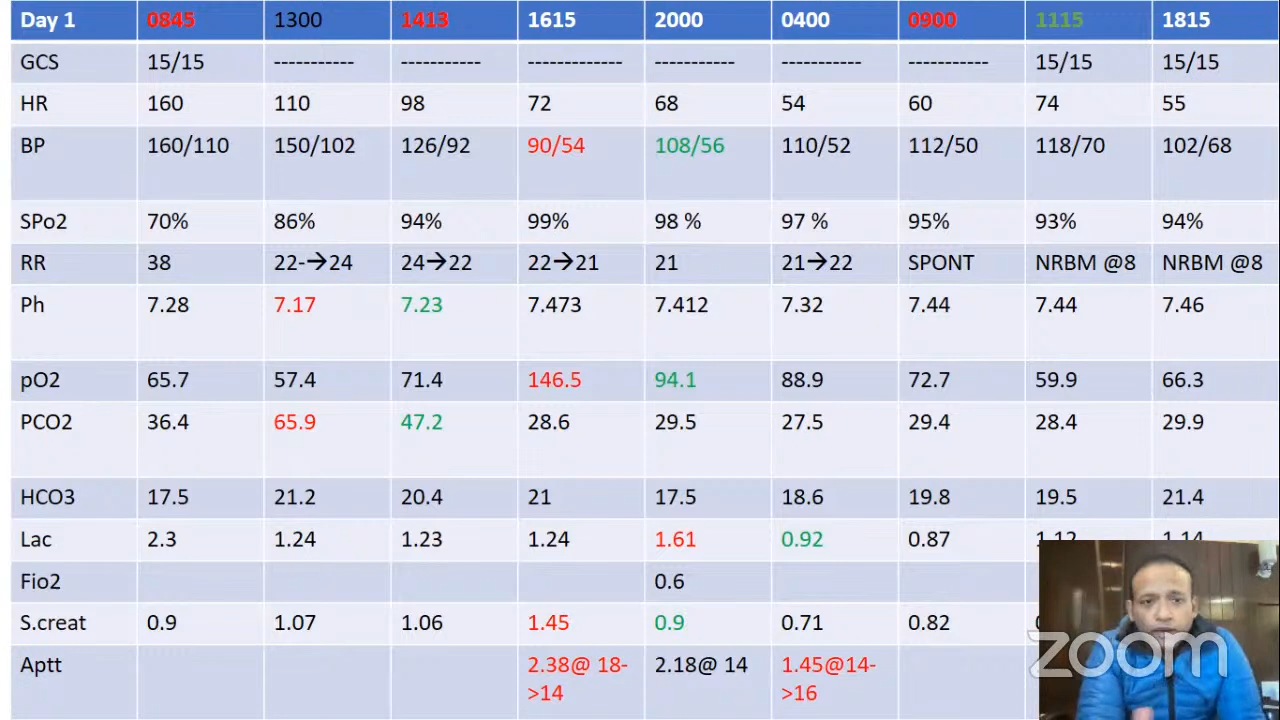 Day 1 0845 1300 1413 1615 2000 0400 0900 1115 1815
GCS 15/15 ----------- ----------- ------------- ----------- ----------- ----------- 15/15 15/15
HR 160 110 98 72 68 54 60 74 55
BP 160/110 150/102 126/92 90/54 108/56 110/52 112/50 118/70 102/68
SPo2 70% 86% 94% 99% 98 % 97 % 95% 93% 94%
RR 38 22-→24 24→22 22→21 21 21→22 SPONT NRBM @8 NRBM @8
Ph 7.28 7.17 7.23 7.473 7.412 7.32 7.44 7.44 7.46
pO2 65.7 57.4 71.4 146.5 94.1 88.9 72.7 59.9 66.3
PCO2 36.4 65.9 47.2 28.6 29.5 27.5 29.4 28.4 29.9
HCO3 17.5 21.2 20.4 21 17.5 18.6 19.8 19.5 21.4
Lac 2.3 1.24 1.23 1.24 1.61 0.92 0.87 1.12 1.14
Fio2 0.6
S.creat 0.9 1.07 1.06 1.45 0.9 0.71 0.82
Aptt 2.38@ 18- 2.18@ 14 1.45@14-
>14 >16
zoom